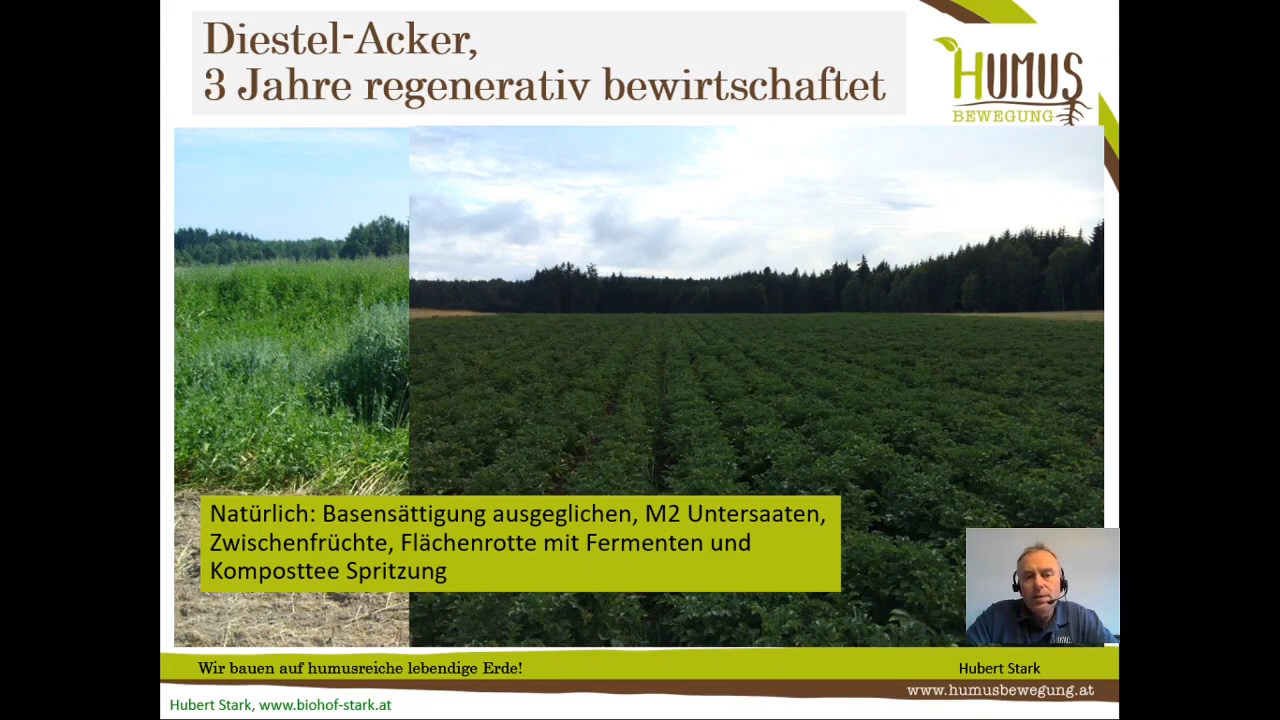 Diestel-Acker,
3 Jahre regenerativ bewirtschaftet
HUMUS
BEWEGUNG
Natürlich: Basensättigung ausgeglichen, M2 Untersaaten,
Zwischenfrüchte, Flächenrotte mit Fermenten und
Komposttee Spritzung
Wir bauen auf humusreiche lebendige Erde!
Hubert Stark
www.humusbewegung.at
Hubert Stark, www.biohof-stark.at